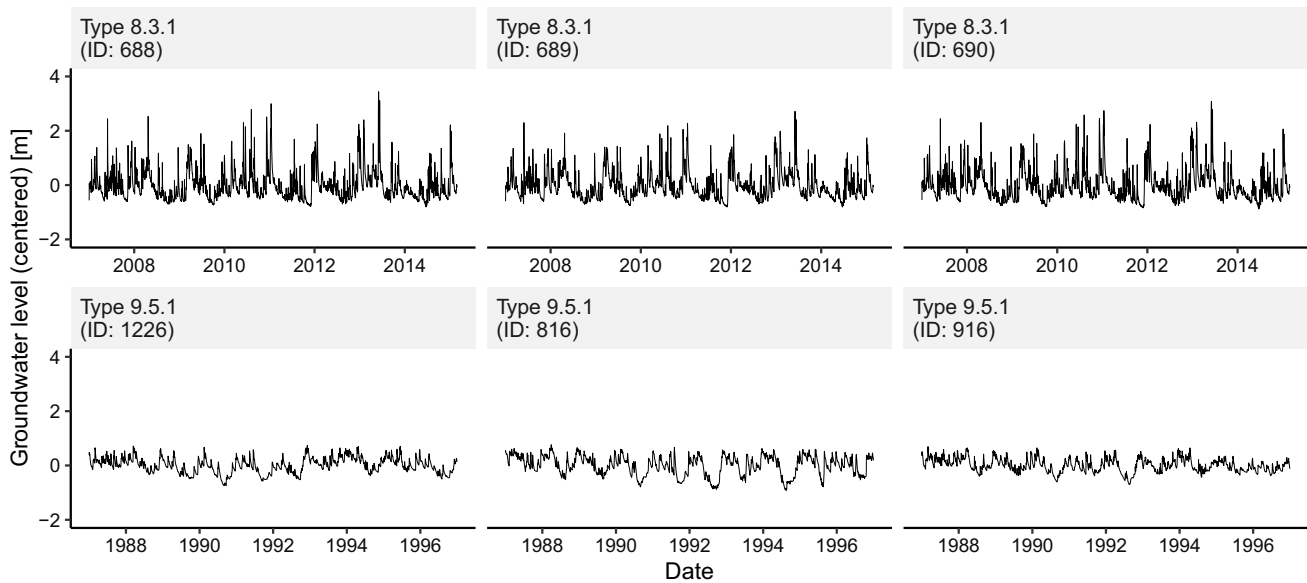 Type 8.3.1
(ID: 688)
Type 8.3.1
(ID: 689)
Type 8.3.1
(ID: 690)
Groundwater level (centered) [m]
4
2
0
−2
2008 2010 2012 2014
2008 2010 2012 2014
2008 2010 2012 2014
Type 9.5.1
(ID: 1226)
Type 9.5.1
(ID: 816)
Type 9.5.1
(ID: 916)
4
2
0
−2
1988 1990 1992 1994 1996
1988 1990 1992 1994 1996
1988 1990 1992 1994 1996
Date